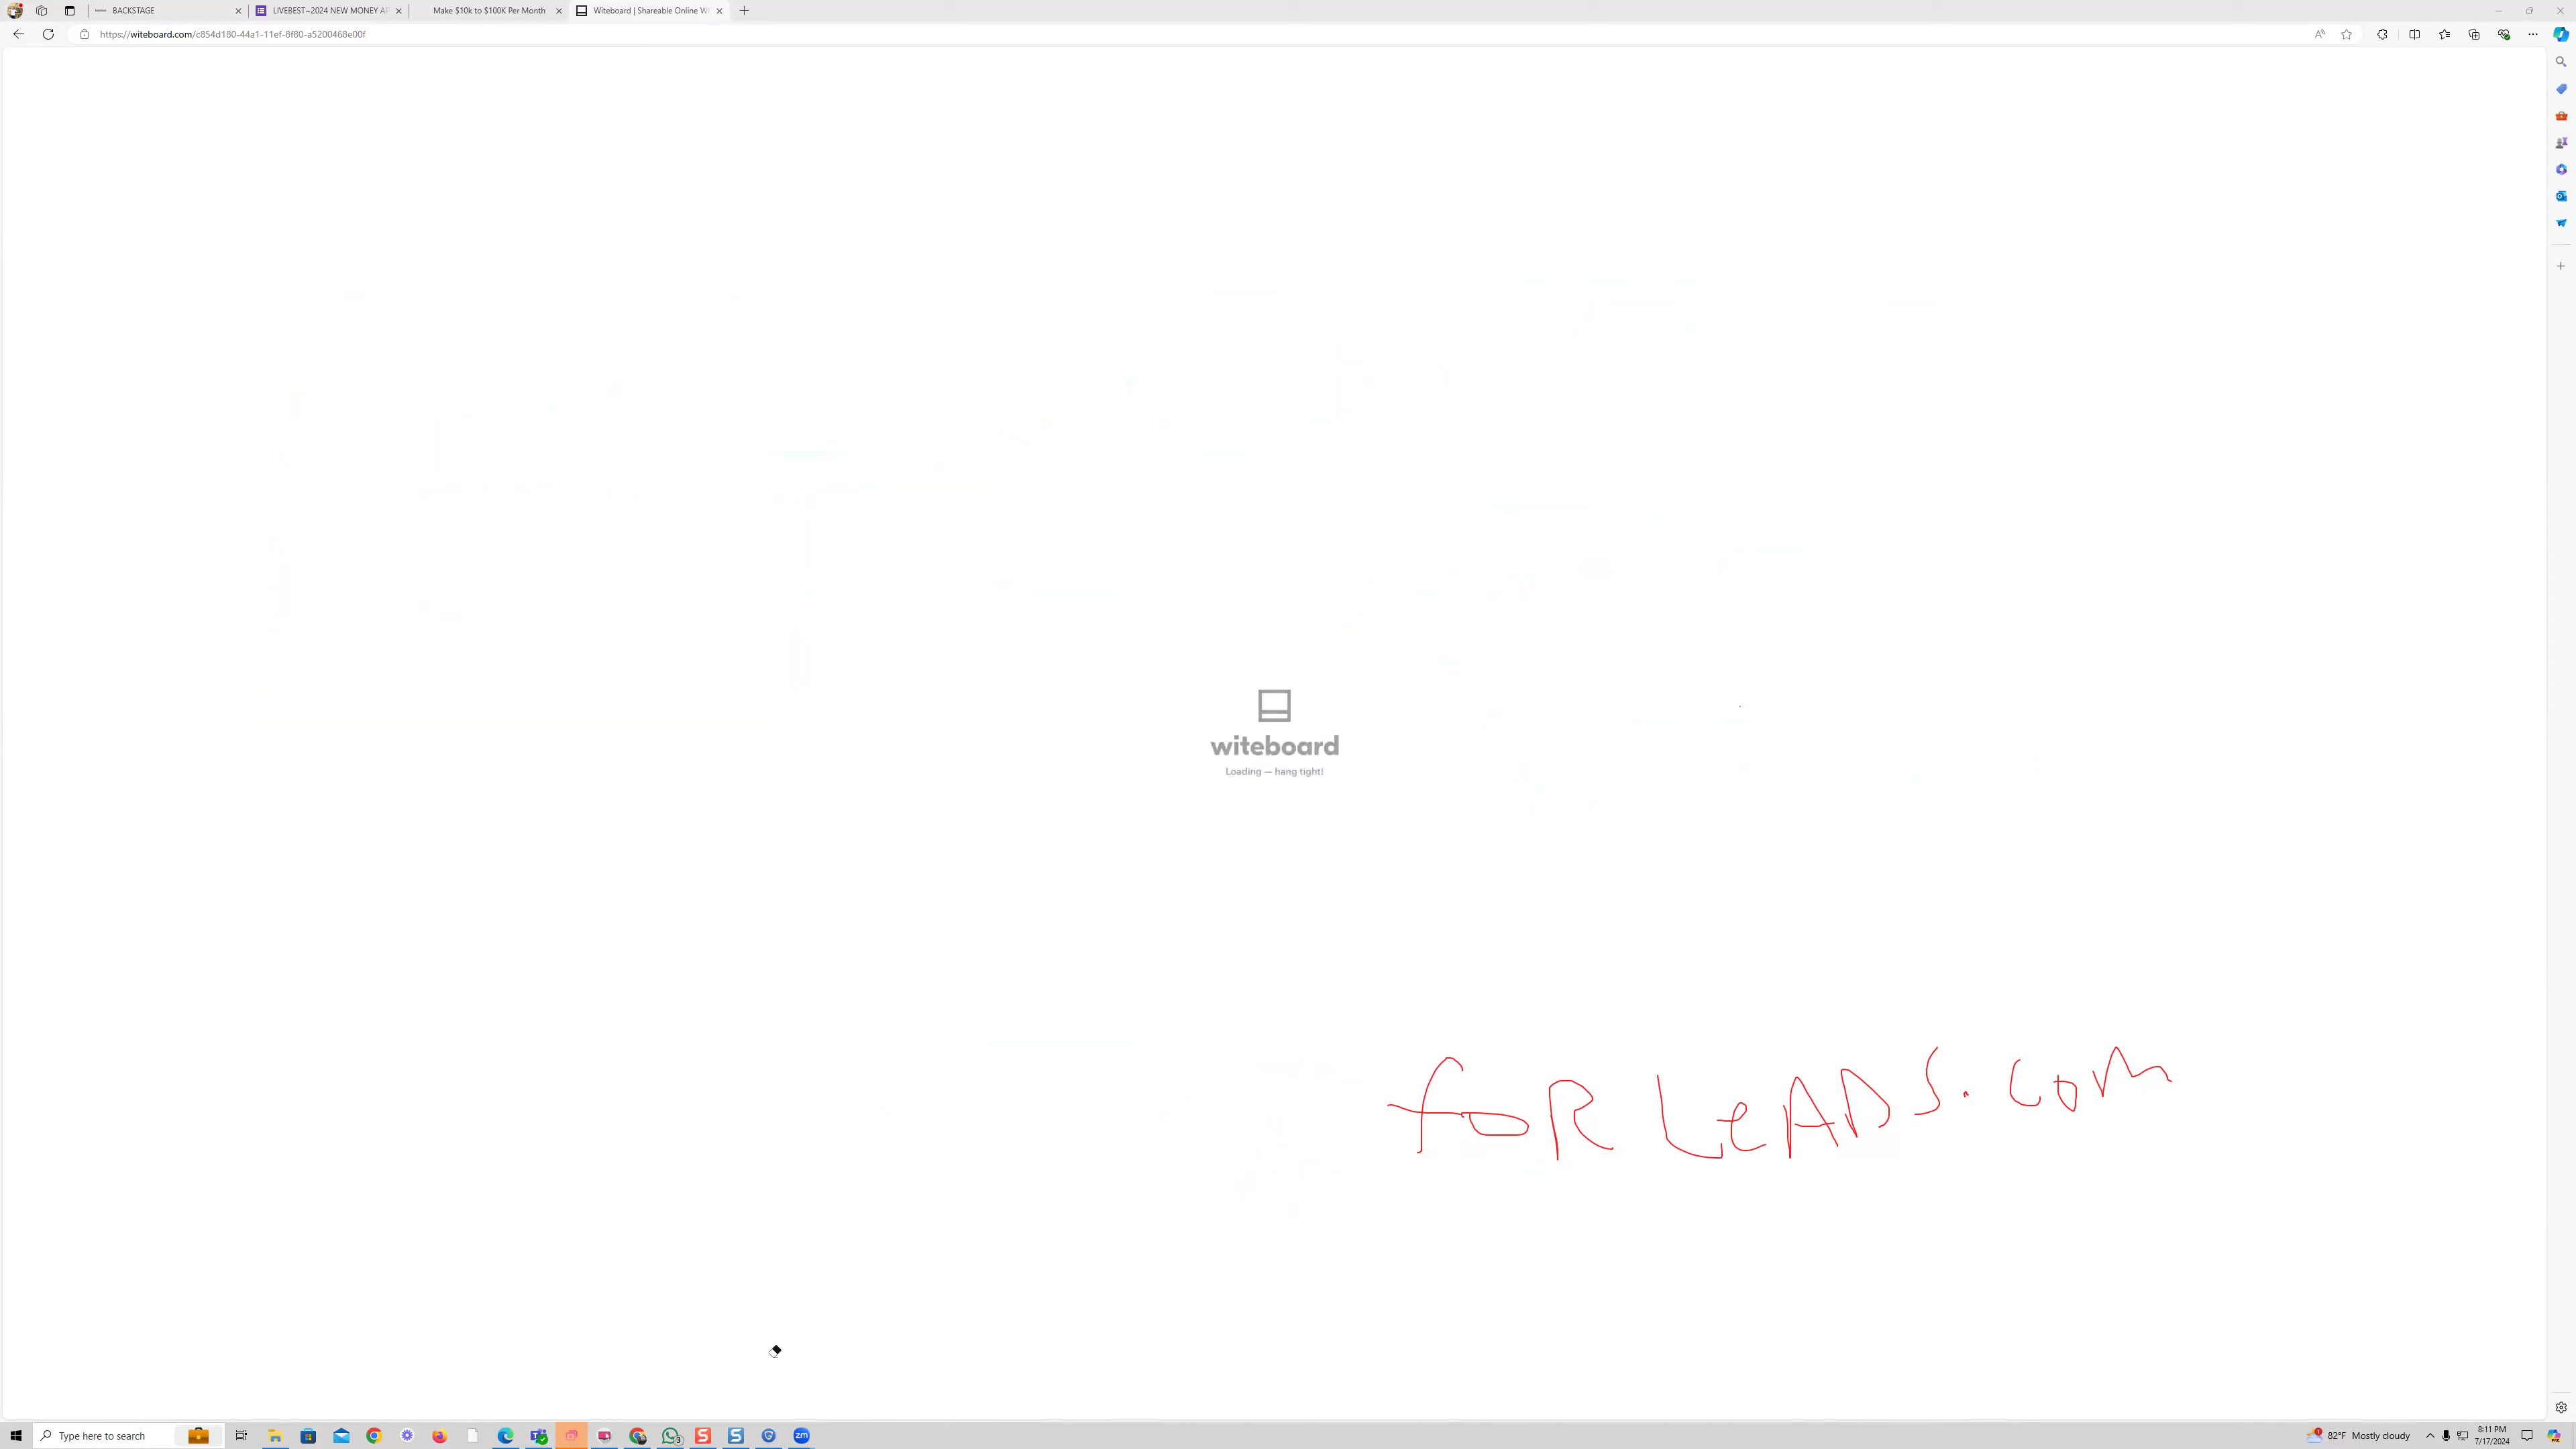 BACKSTAGE
LIVEBEST~2024 NEW MONEY AP
Make $10k to $100K Per Month
Witeboard | Shareable Online W
https://witeboard.com/c854d180-44a1-11ef-8f80-a5200468e00f
witeboard
Loading — hang tight!
foR LeADS.com
Type here to search
zm
82°F Mostly cloudy
8:11 PM
7/17/2024